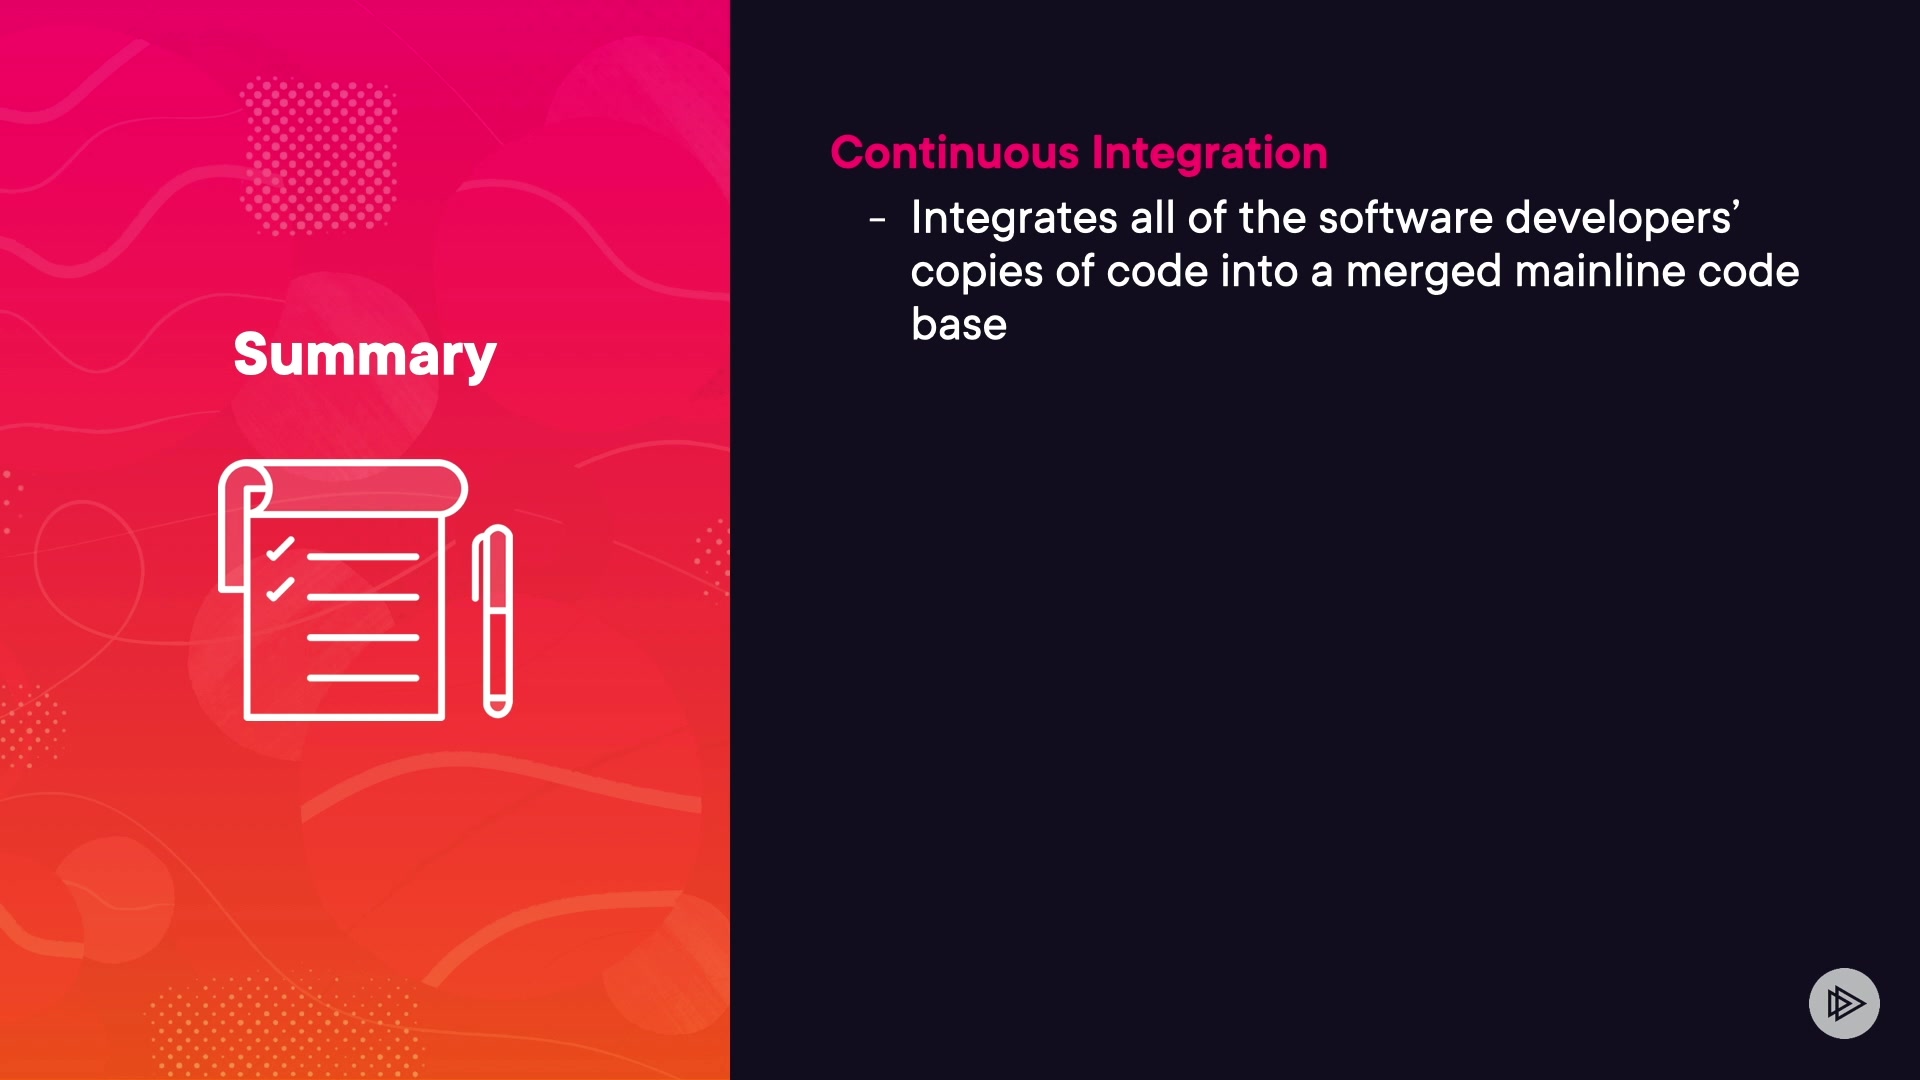 Summary
Continuous Integration
- Integrates all of the software developers’
copies of code into a merged mainline code
base